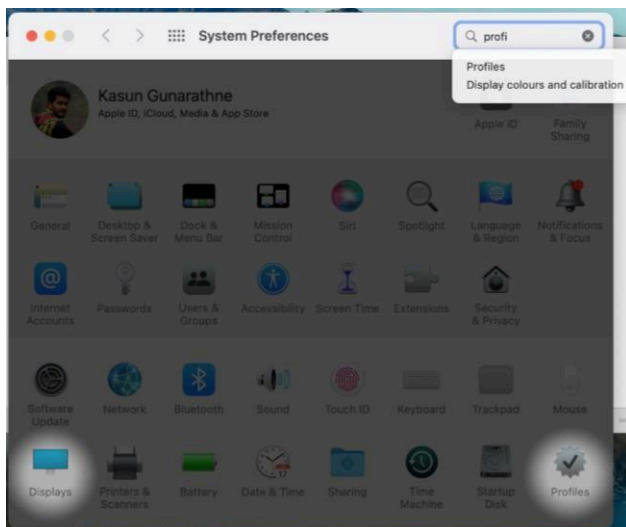 System Preferences
profi
Profiles
Display colours and calibration
Kasun Gunarathne
Apple ID, iCloud, Media & App Store
Apple ID
Family
Sharing
General
Desktop &
Screen Saver
Dock &
Menu Bar
Mission
Control
Siri
Spotlight
Language
& Region
Notifications
& Focus
Internet
Accounts
Passwords
Users &
Groups
Accessibility
Screen Time
Extensions
Security
& Privacy
Software
Update
Network
Bluetooth
Sound
Touch ID
Keyboard
Trackpad
Mouse
Displays
Printers &
Scanners
Battery
Date & Time
Sharing
Time
Machine
Startup
Disk
Profiles